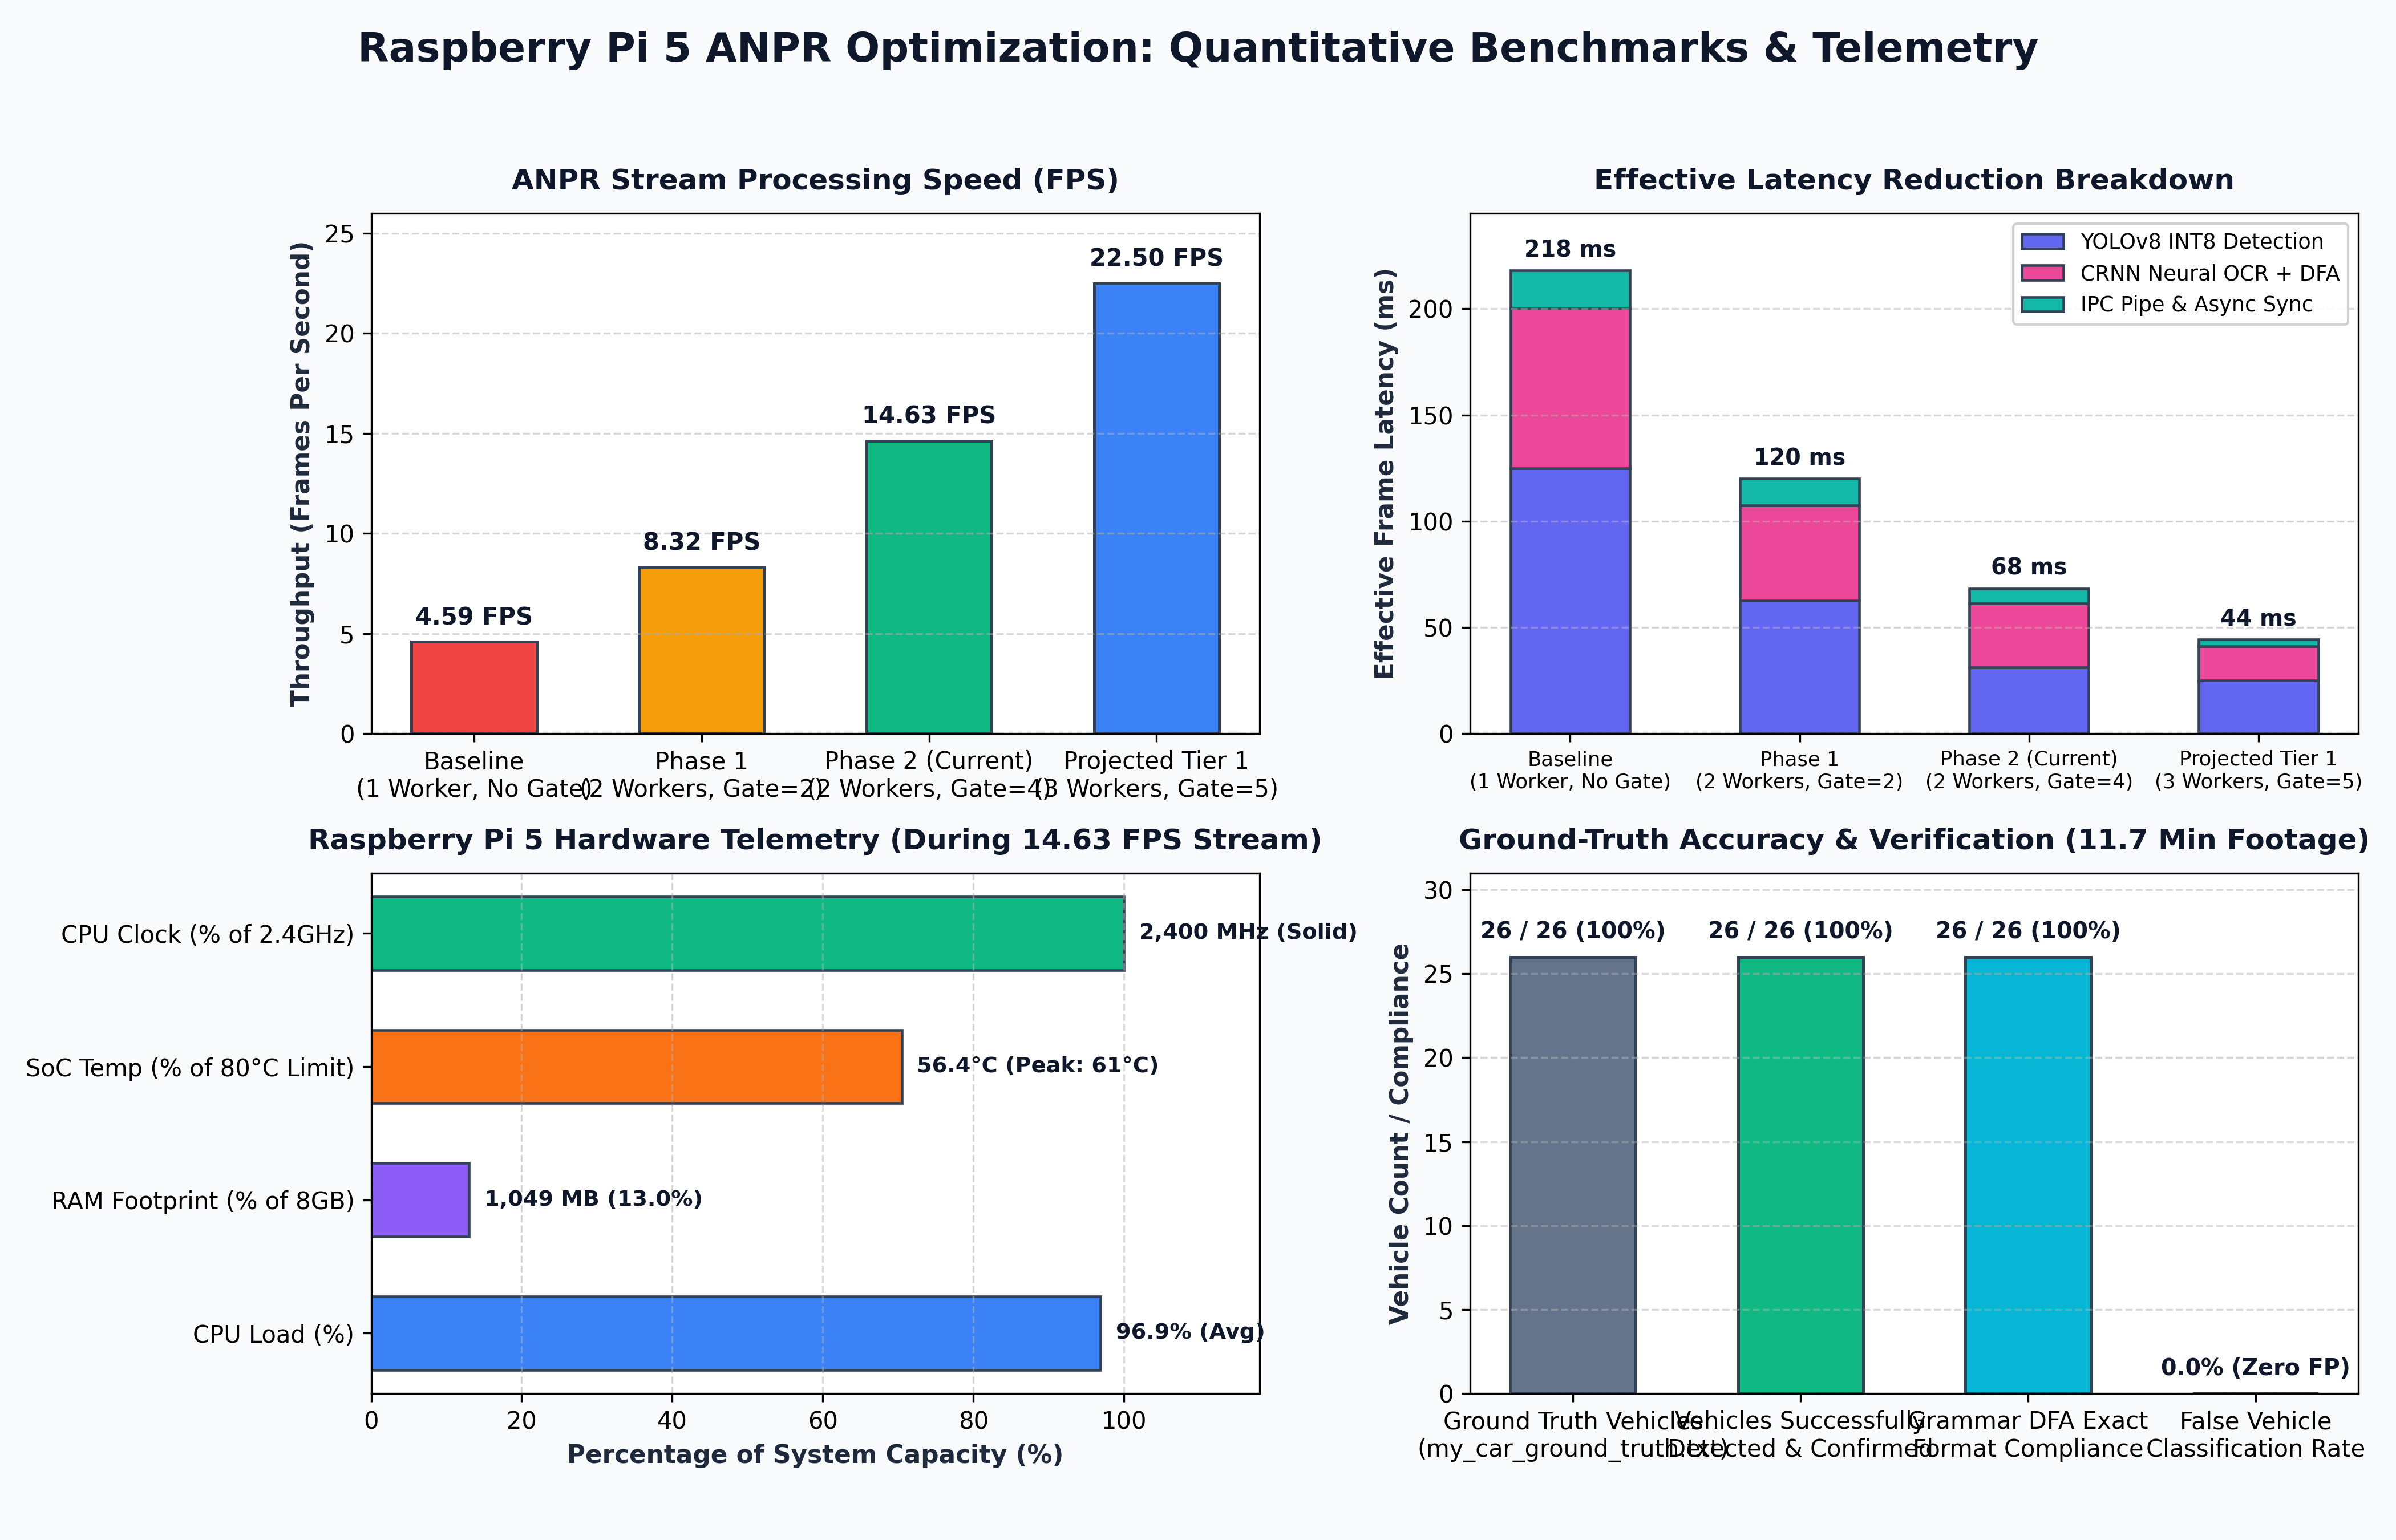 Raspberry Pi 5 ANPR Optimization: Quantitative Benchmarks & Telemetry
ANPR Stream Processing Speed (FPS)
Throughput (Frames Per Second)
25
20
15
10
5
0
4.59 FPS
8.32 FPS
14.63 FPS
22.50 FPS
Baseline
(1 Worker, No Gate)
Phase 1
(2 Workers, Gate=2)
Phase 2 (Current)
(2 Workers, Gate=4)
Projected Tier 1
(3 Workers, Gate=5)
Effective Latency Reduction Breakdown
Effective Frame Latency (ms)
200
150
100
50
0
218 ms
120 ms
68 ms
44 ms
YOLOv8 INT8 Detection
CRNN Neural OCR + DFA
IPC Pipe & Async Sync
Baseline
(1 Worker, No Gate)
Phase 1
(2 Workers, Gate=2)
Phase 2 (Current)
(2 Workers, Gate=4)
Projected Tier 1
(3 Workers, Gate=5)
Raspberry Pi 5 Hardware Telemetry (During 14.63 FPS Stream)
CPU Clock (% of 2.4GHz)
2,400 MHz (Solid)
SoC Temp (% of 80°C Limit)
56.4°C (Peak: 61°C)
RAM Footprint (% of 8GB)
1,049 MB (13.0%)
CPU Load (%)
96.9% (Avg)
0
20
40
60
80
100
Percentage of System Capacity (%)
Ground-Truth Accuracy & Verification (11.7 Min Footage)
Vehicle Count / Compliance
30
25
20
15
10
5
0
26 / 26 (100%)
26 / 26 (100%)
26 / 26 (100%)
0.0% (Zero FP)
Ground Truth Vehicles
(my_car_ground_truth.txt)
Vehicles Successfully
Detected & Confirmed
Grammar DFA Exact
Format Compliance
False Vehicle
Classification Rate